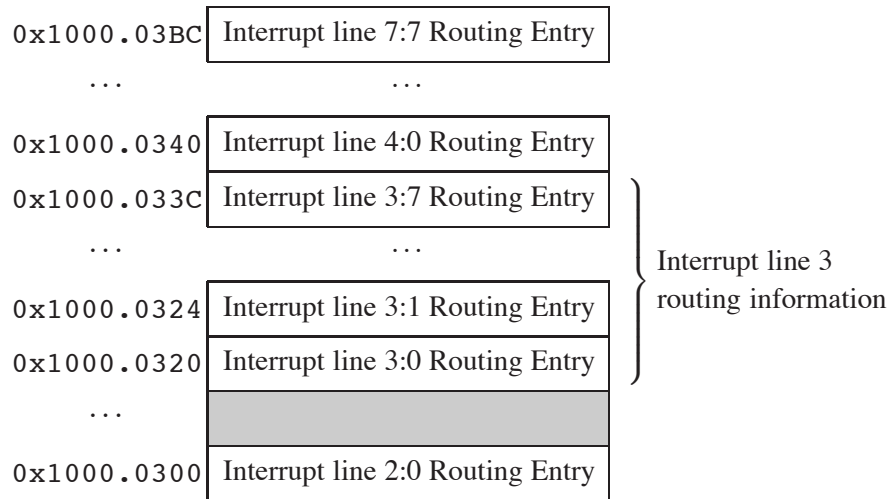 0x1000.03BC Interrupt line 7:7 Routing Entry
... ...
0x1000.0340 Interrupt line 4:0 Routing Entry
0x1000.033C Interrupt line 3:7 Routing Entry
... ...
Interrupt line 3
routing information
0x1000.0324 Interrupt line 3:1 Routing Entry
0x1000.0320 Interrupt line 3:0 Routing Entry
...
0x1000.0300 Interrupt line 2:0 Routing Entry